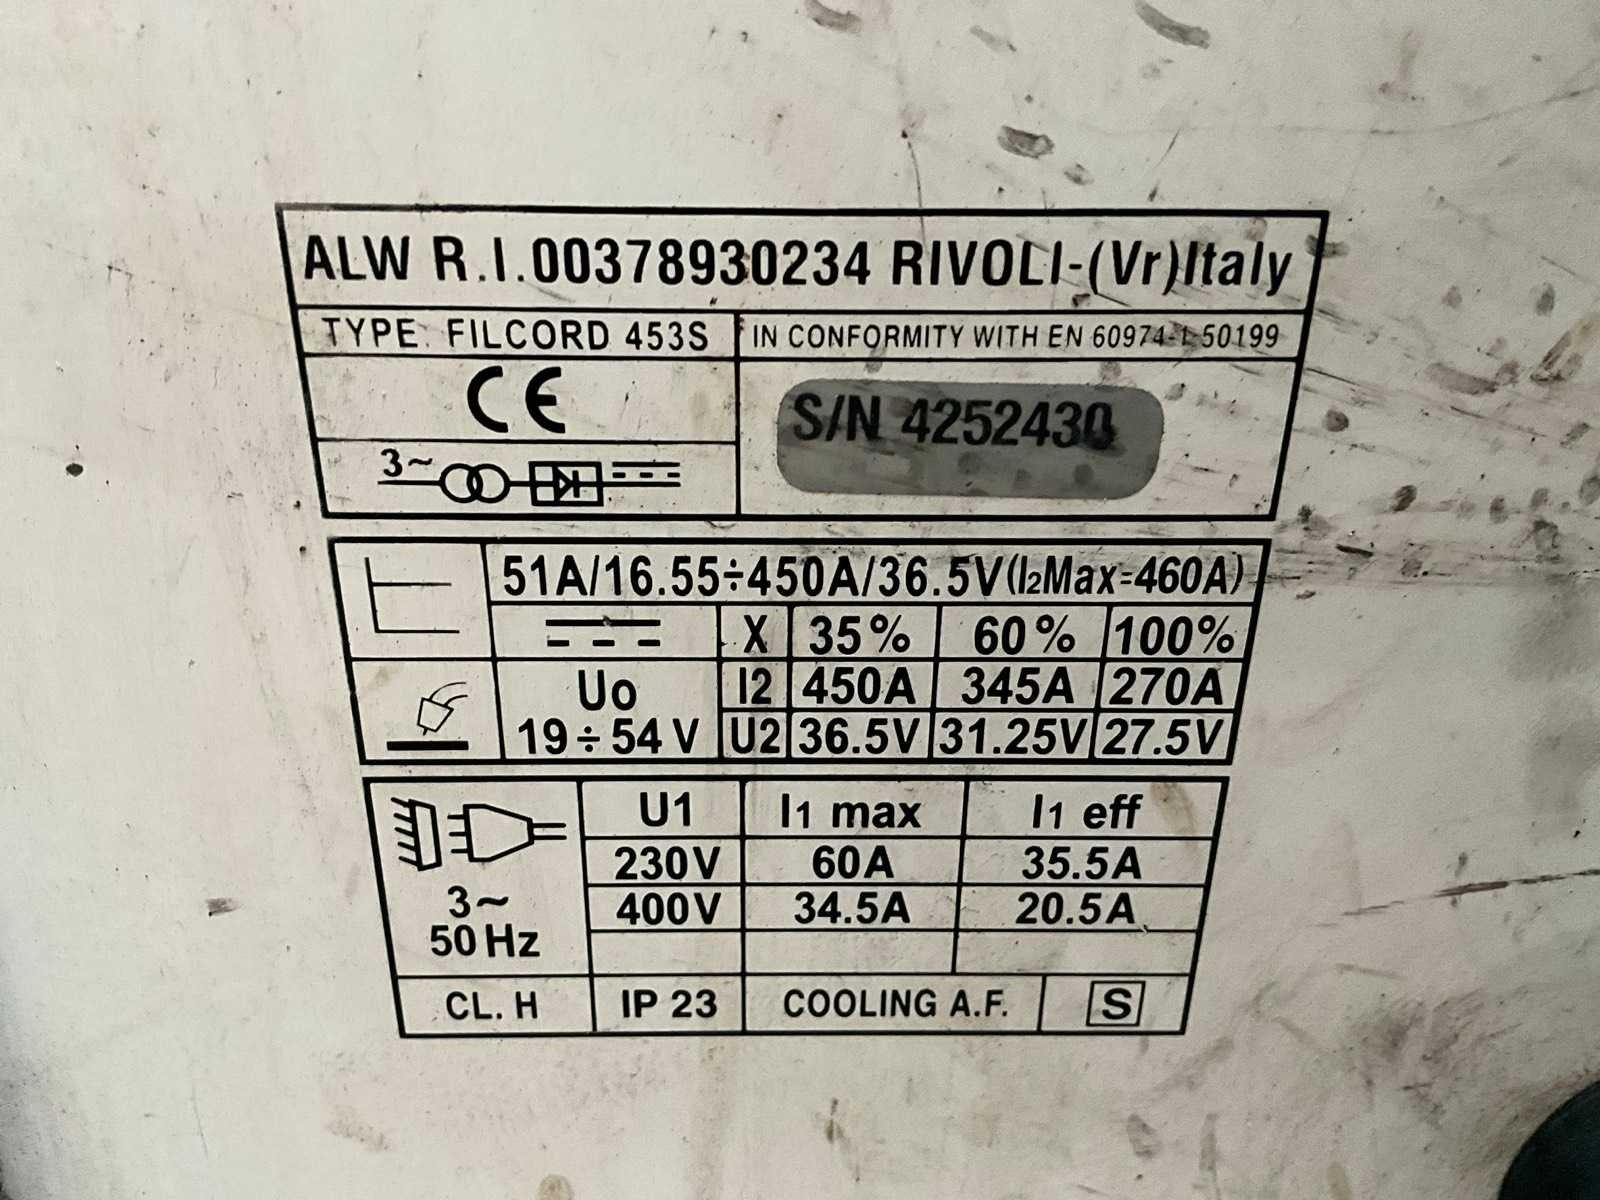 ALW R.I.00378930234 RIVOLI-(Vr)Italy
TYPE: FILCORD 453S
IN CONFORMITY WITH EN 60974-1-50199
CE
S/N 4252430
3~
51A/16.55÷450A/36.5V(I2Max=460A)
X 35% 60% 100%
Uo
I2 450A 345A 270A
19÷54 V
U2 36.5V 31.25V 27.5V
U1 I1 max I1 eff
230V 60A 35.5A
3~
400V 34.5A 20.5A
50 Hz
CL. H IP 23 COOLING A.F. S